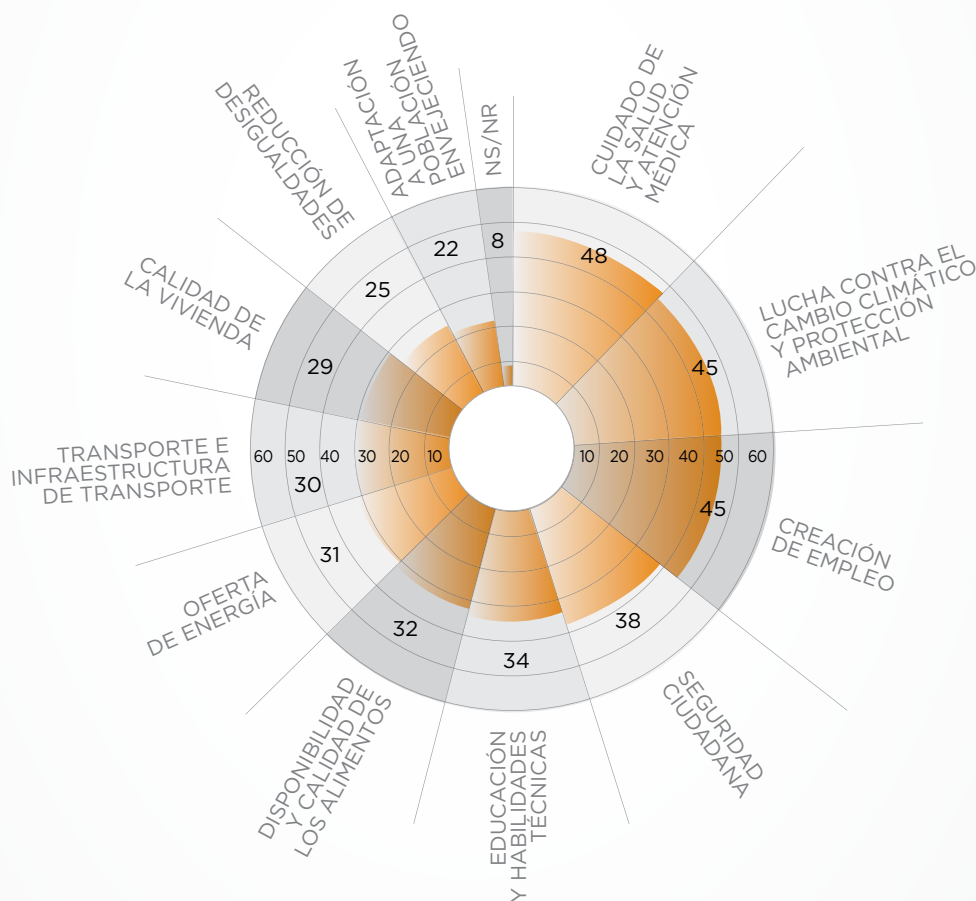 CUIDADO DE
LA SALUD
Y ATENCIÓN
MÉDICA
48
LUCHA CONTRA EL
CAMBIO CLIMÁTICO
Y PROTECCIÓN
AMBIENTAL
45
CREACIÓN
DE EMPLEO
45
SEGURIDAD
CIUDADANA
38
EDUCACIÓN
Y HABILIDADES
TÉCNICAS
34
DISPONIBILIDAD
Y CALIDAD DE
LOS ALIMENTOS
32
OFERTA
DE ENERGÍA
31
TRANSPORTE E
INFRAESTRUCTURA
DE TRANSPORTE
30
CALIDAD DE
LA VIVIENDA
29
REDUCCIÓN DE
DESIGUALDADES
25
ADAPTACIÓN
A UNA
POBLACIÓN
ENVEJECIENDO
22
NS/NR
8
60 50 40 30 20 10
10 20 30 40 50 60